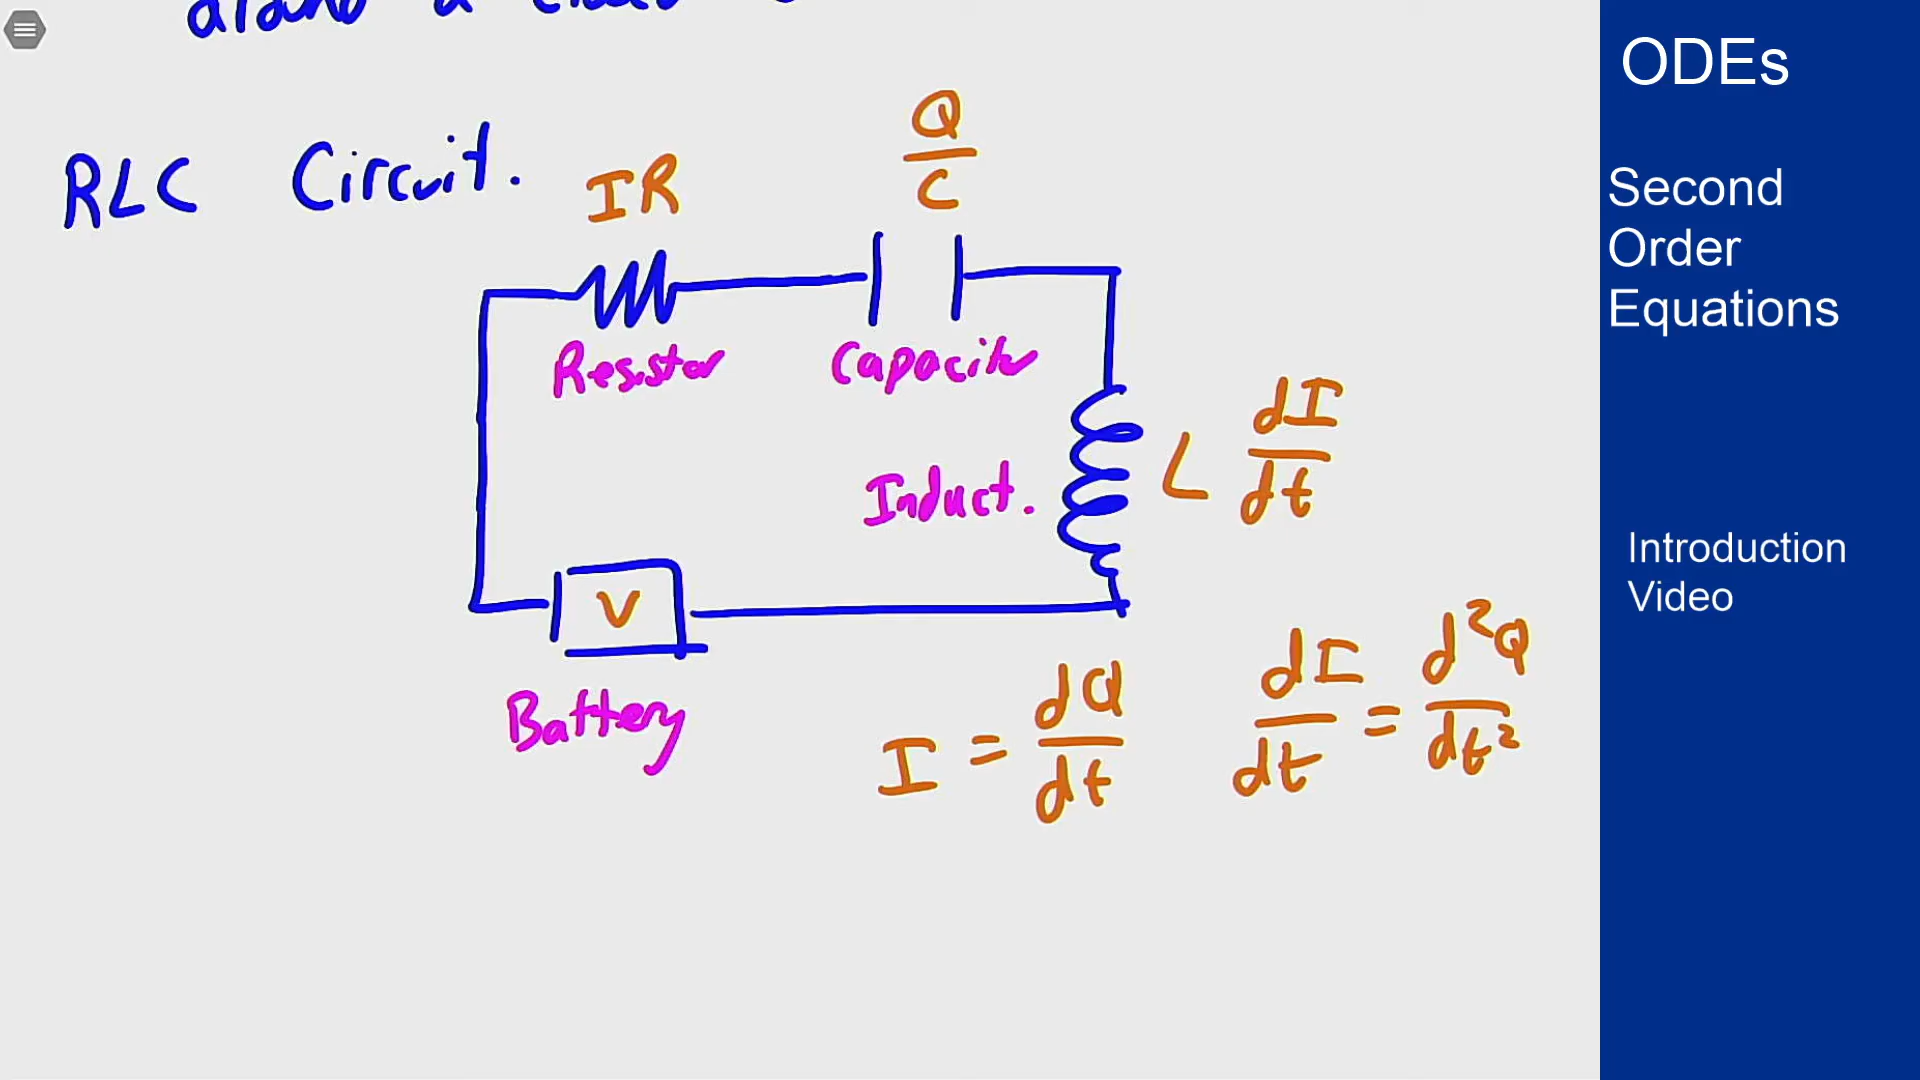 a
RLC Circuit.
IR
Q
C
Resistor
Capacitor
Induct.
L dI
dt
V
Battery
I = dQ
dt
dI = d²Q
dt dt²
ODEs
Second
Order
Equations
Introduction
Video